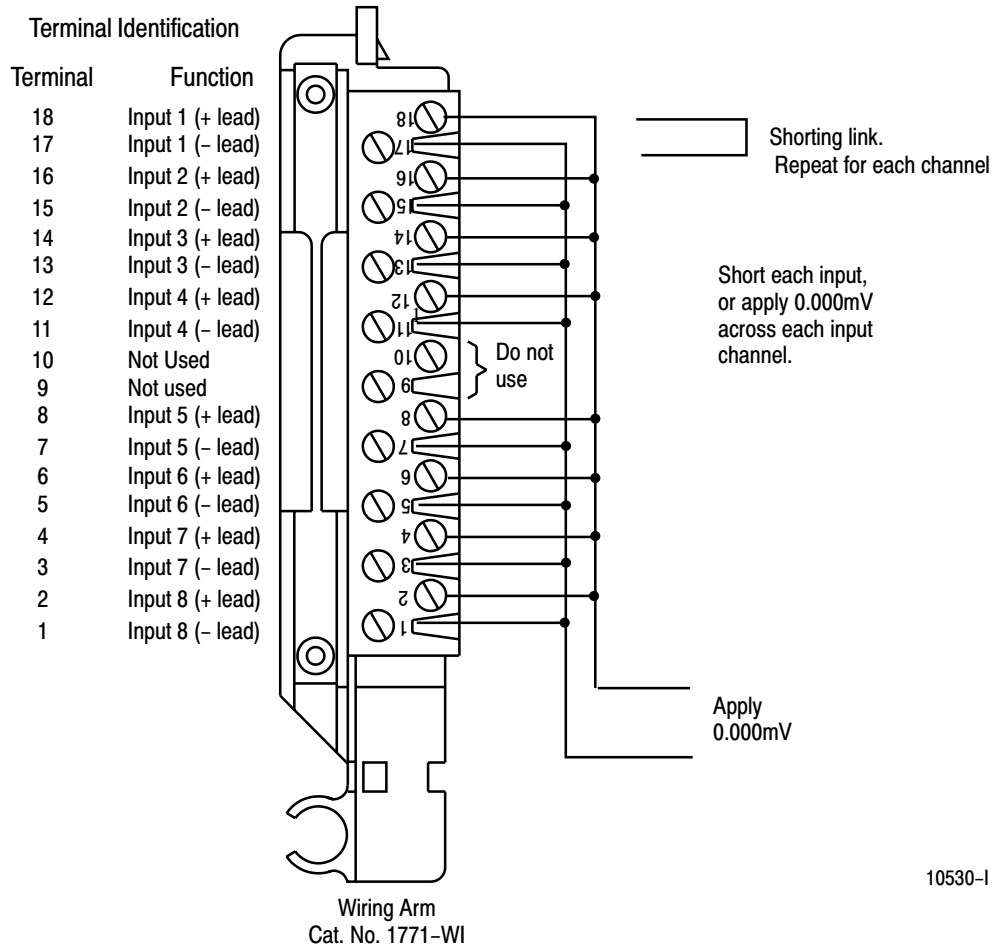 Terminal Identification
Terminal Function
18 Input 1 (+ lead)
17 Input 1 (– lead)
16 Input 2 (+ lead)
15 Input 2 (– lead)
14 Input 3 (+ lead)
13 Input 3 (– lead)
12 Input 4 (+ lead)
11 Input 4 (– lead)
10 Not Used
9 Not used
8 Input 5 (+ lead)
7 Input 5 (– lead)
6 Input 6 (+ lead)
5 Input 6 (– lead)
4 Input 7 (+ lead)
3 Input 7 (– lead)
2 Input 8 (+ lead)
1 Input 8 (– lead)
18
17
16
15
14
13
12
11
10
9
8
7
6
5
4
3
2
1
Do not
use
Shorting link.
Repeat for each channel
Short each input,
or apply 0.000mV
across each input
channel.
Apply
0.000mV
Wiring Arm
Cat. No. 1771–WI
10530–I